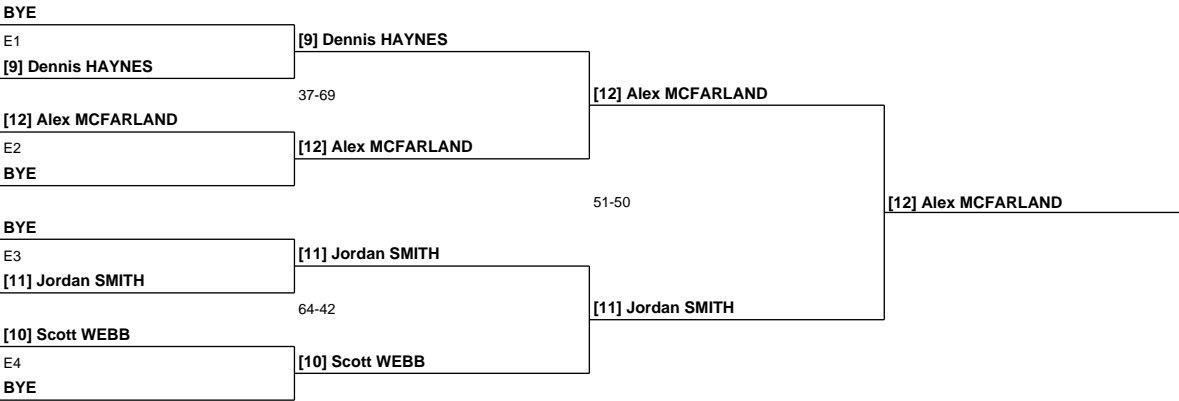 BYE
E1
[9] Dennis HAYNES
[12] Alex MCFARLAND
E2
BYE
BYE
E3
[11] Jordan SMITH
[10] Scott WEBB
E4
BYE
[9] Dennis HAYNES
37-69
[12] Alex MCFARLAND
[11] Jordan SMITH
64-42
[10] Scott WEBB
[12] Alex MCFARLAND
51-50
[11] Jordan SMITH
[12] Alex MCFARLAND